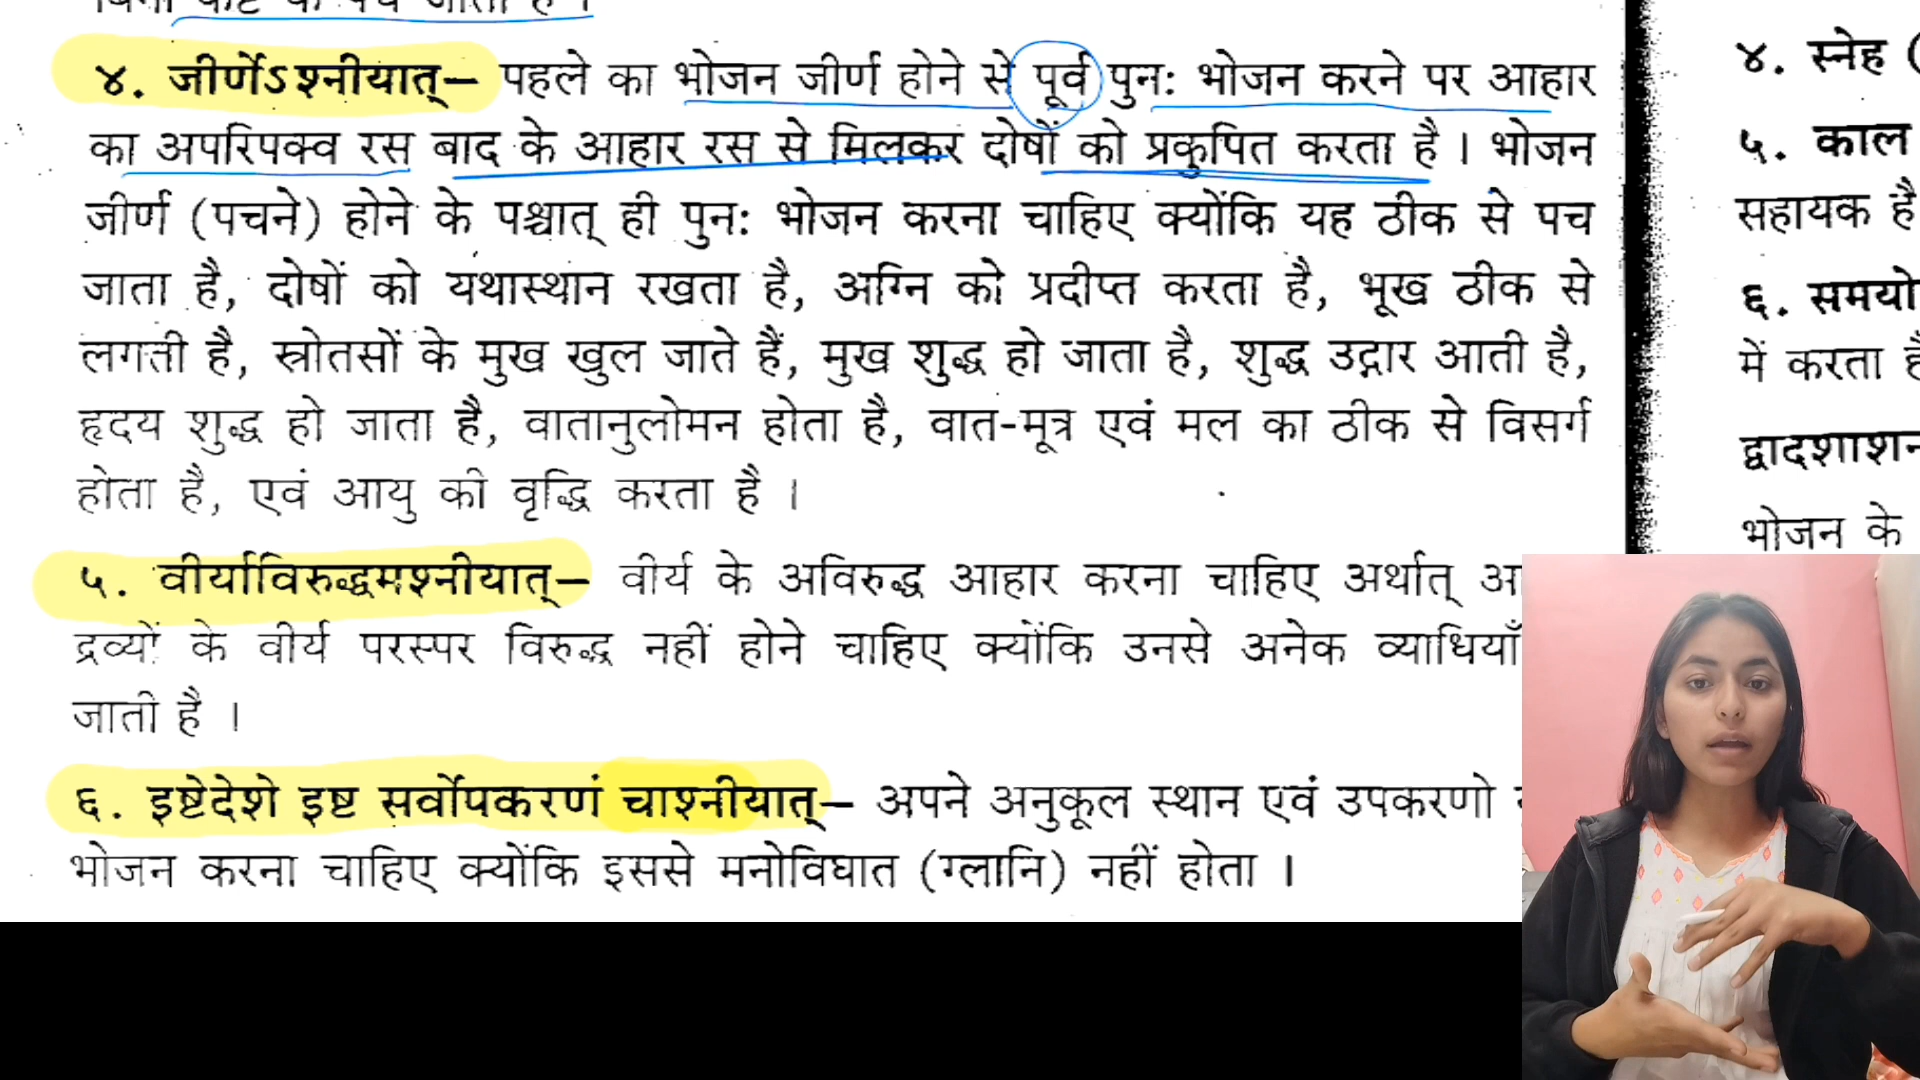 ४. जीर्णेऽश्नीयात्– पहले का भोजन जीर्ण होने से पूर्व पुनः भोजन करने पर आहार
का अपरिपक्व रस बाद के आहार रस से मिलकर दोषों को प्रकुपित करता है । भोजन
जीर्ण (पचने) होने के पश्चात् ही पुनः भोजन करना चाहिए क्योंकि यह ठीक से पच
जाता है, दोषों को यथास्थान रखता है, अग्नि को प्रदीप्त करता है, भूख ठीक से
लगती है, स्रोतसों के मुख खुल जाते हैं, मुख शुद्ध हो जाता है, शुद्ध उद्गार आती है,
हृदय शुद्ध हो जाता है, वातानुलोमन होता है, वात-मूत्र एवं मल का ठीक से विसर्ग
होता है, एवं आयु की वृद्धि करता है ।
५. वीर्याविरुद्धमश्नीयात्– वीर्य के अविरुद्ध आहार करना चाहिए अर्थात्
द्रव्यों के वीर्य परस्पर विरुद्ध नहीं होने चाहिए क्योंकि उनसे अनेक व्याधियाँ
जाती है ।
६. इष्टेदेशे इष्ट सर्वोपकरणं चाश्नीयात्– अपने अनुकूल स्थान एवं उपकरणो
भोजन करना चाहिए क्योंकि इससे मनोविघात (ग्लानि) नहीं होता ।
४. स्नेह (
५. काल
सहायक है
६. समयो
में करता है
द्वादशाशन
भोजन के